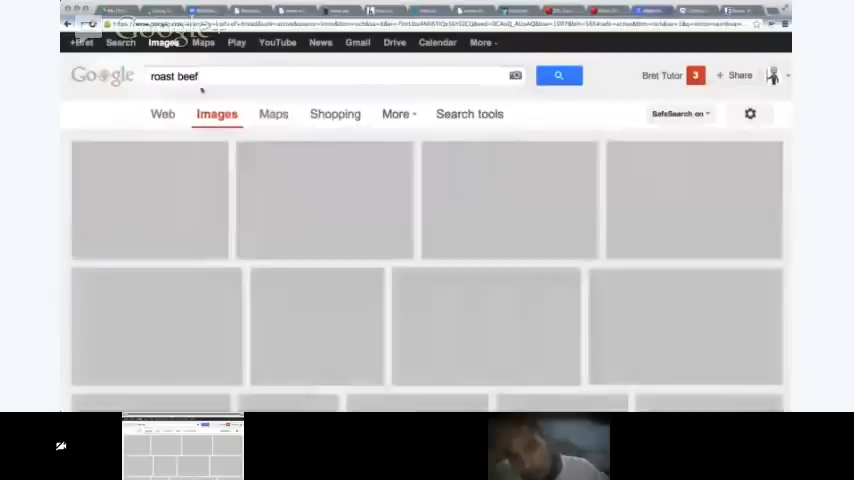 Google+
+Bret Search Images Maps Play YouTube News Gmail Drive Calendar More
Google roast beef Bret Tutor 3 + Share
Web Images Maps Shopping More Search tools SafeSearch on